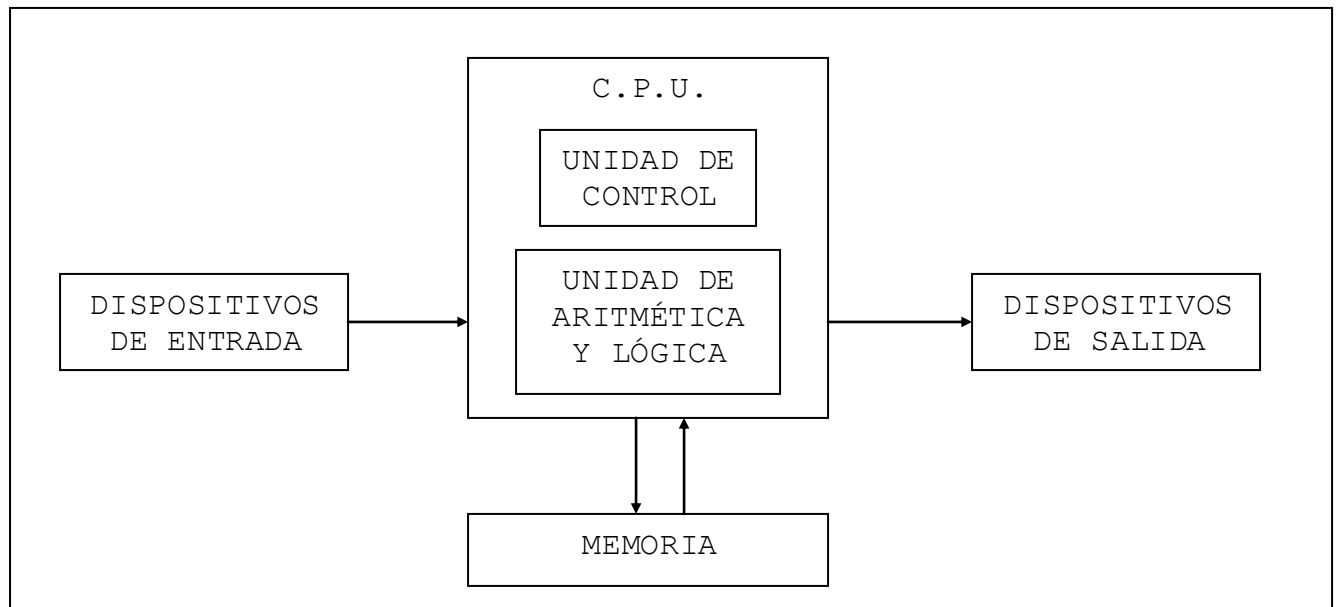 C.P.U.
UNIDAD DE
CONTROL
UNIDAD DE
ARITMÉTICA
Y LÓGICA
DISPOSITIVOS
DE ENTRADA
DISPOSITIVOS
DE SALIDA
MEMORIA